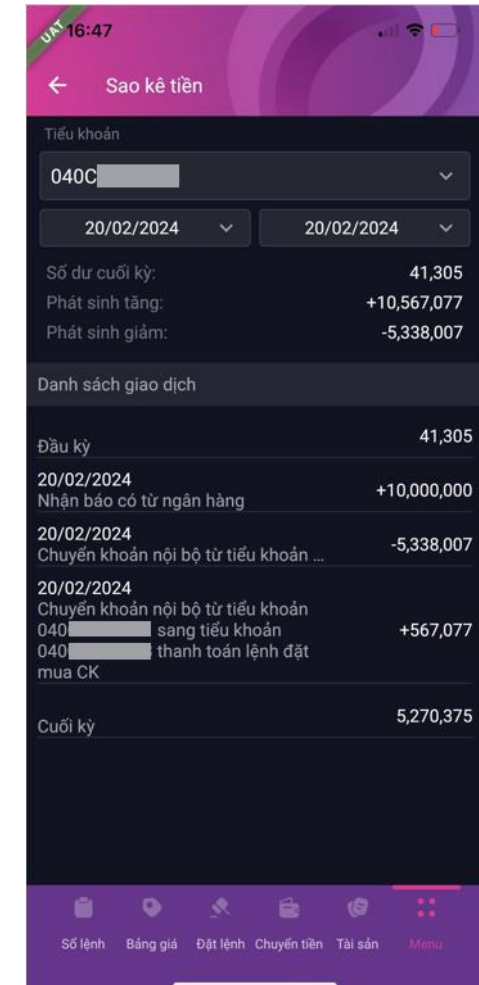 UAT
16:47
Sao kê tiền
Tiểu khoản
040C
20/02/2024 20/02/2024
Số dư cuối kỳ: 41,305
Phát sinh tăng: +10,567,077
Phát sinh giảm: -5,338,007
Danh sách giao dịch
Đầu kỳ 41,305
20/02/2024
Nhận báo có từ ngân hàng +10,000,000
20/02/2024
Chuyển khoản nội bộ từ tiểu khoản ... -5,338,007
20/02/2024
Chuyển khoản nội bộ từ tiểu khoản
040 sang tiểu khoản +567,077
040 thanh toán lệnh đặt
mua CK
Cuối kỳ 5,270,375
Sổ lệnh Bảng giá Đặt lệnh Chuyển tiền Tài sản Menu